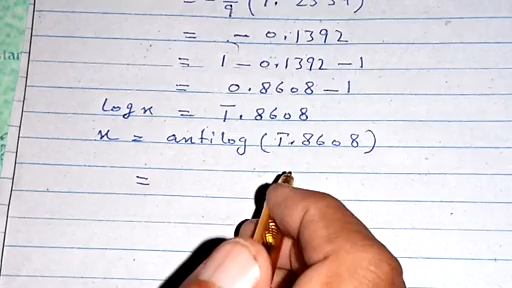 = - 0.1392
= 1 - 0.1392 - 1
= 0.8608 - 1
log x = 1̄.8608
x = antilog (1̄.8608)
=